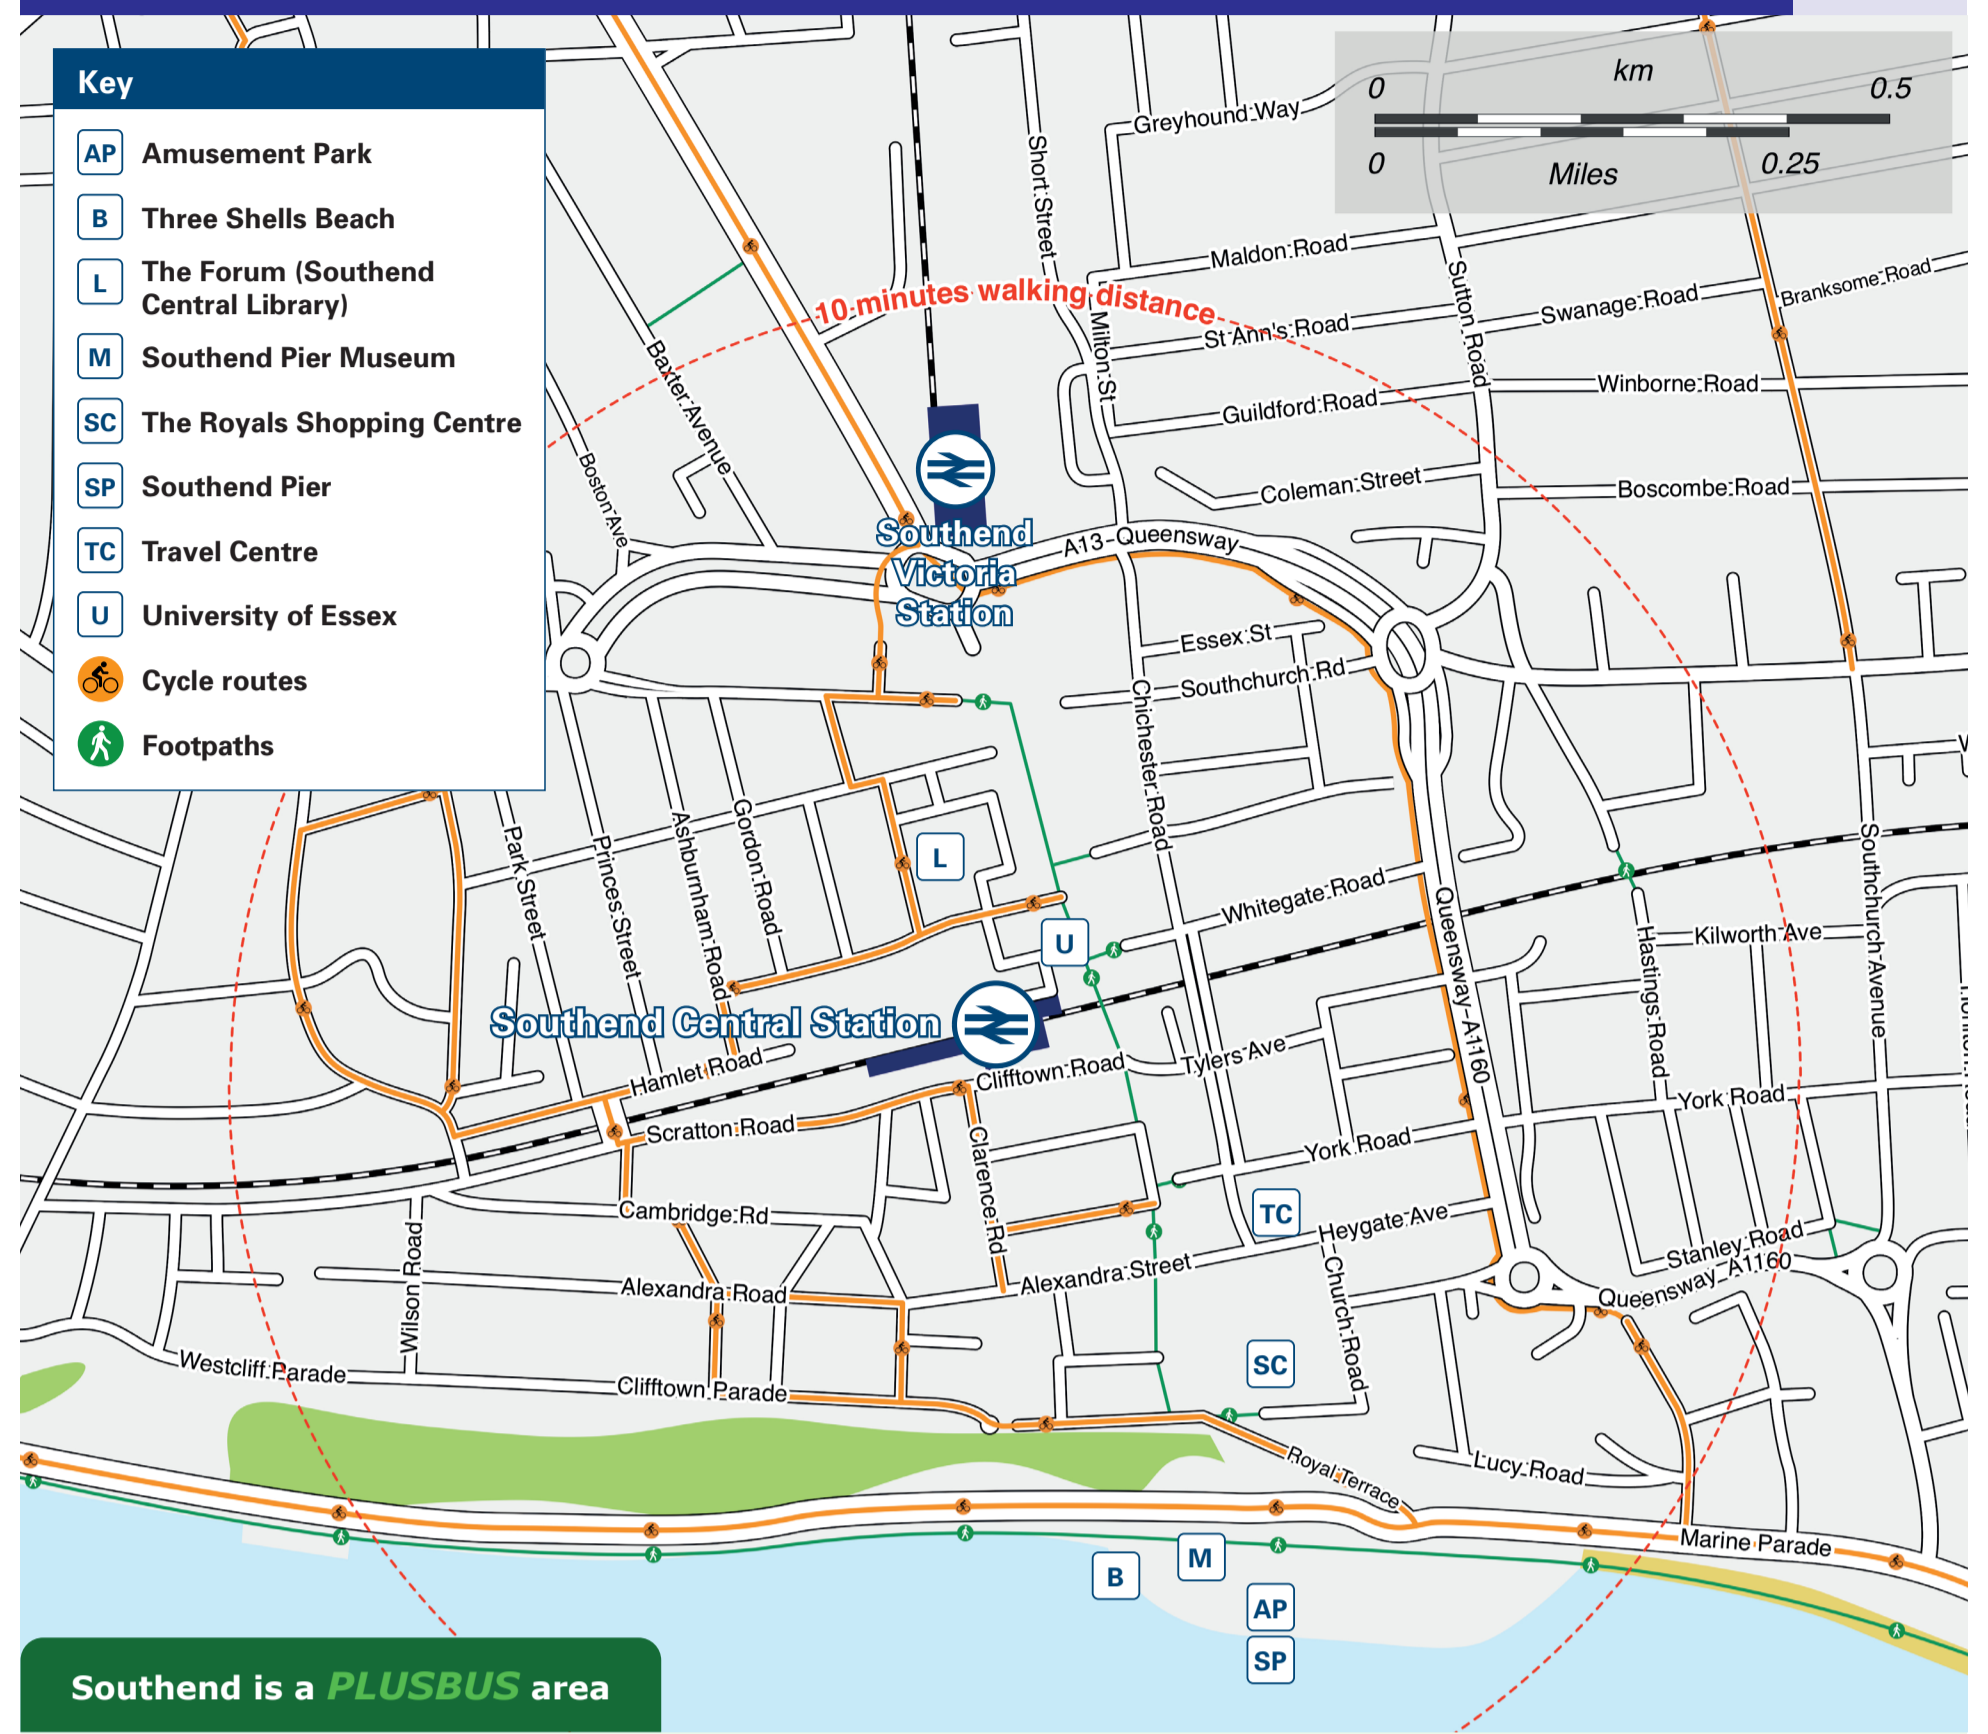 Key
AP Amusement Park
B Three Shells Beach
L The Forum (Southend
Central Library)
M Southend Pier Museum
SC The Royals Shopping Centre
SP Southend Pier
TC Travel Centre
U University of Essex
Cycle routes
Footpaths
km
0 0.5
0 0.25
Miles
Greyhound Way
Short Street
Maldon Road
Sutton Road
Branksome Road
Swanage Road
10 minutes walking distance
St Ann's Road
Milton St
Baxter Avenue
Winborne Road
Guildford Road
Boston Ave
Coleman Street
Boscombe Road
Southend
Victoria
Station
A13 Queensway
Essex St
Southchurch Rd
Chichester Road
Park Street
Princes Street
Ashburnham Road
Gordon Road
L
Whitegate Road
Queensway A1160
Southchurch Avenue
U
Kilworth Ave
Hastings Road
Southend Central Station
Hamlet Road
Clifftown Road
Tylers Ave
York Road
Scratton Road
Clarence Rd
York Road
Cambridge Rd
TC
Heygate Ave
Wilson Road
Stanley Road
Alexandra Street
Queensway A1160
Alexandra Road
Church Road
SC
Westcliff Parade
Clifftown Parade
Royal Terrace
Lucy Road
Marine Parade
M
B
AP
SP
Southend is a PLUSBUS area